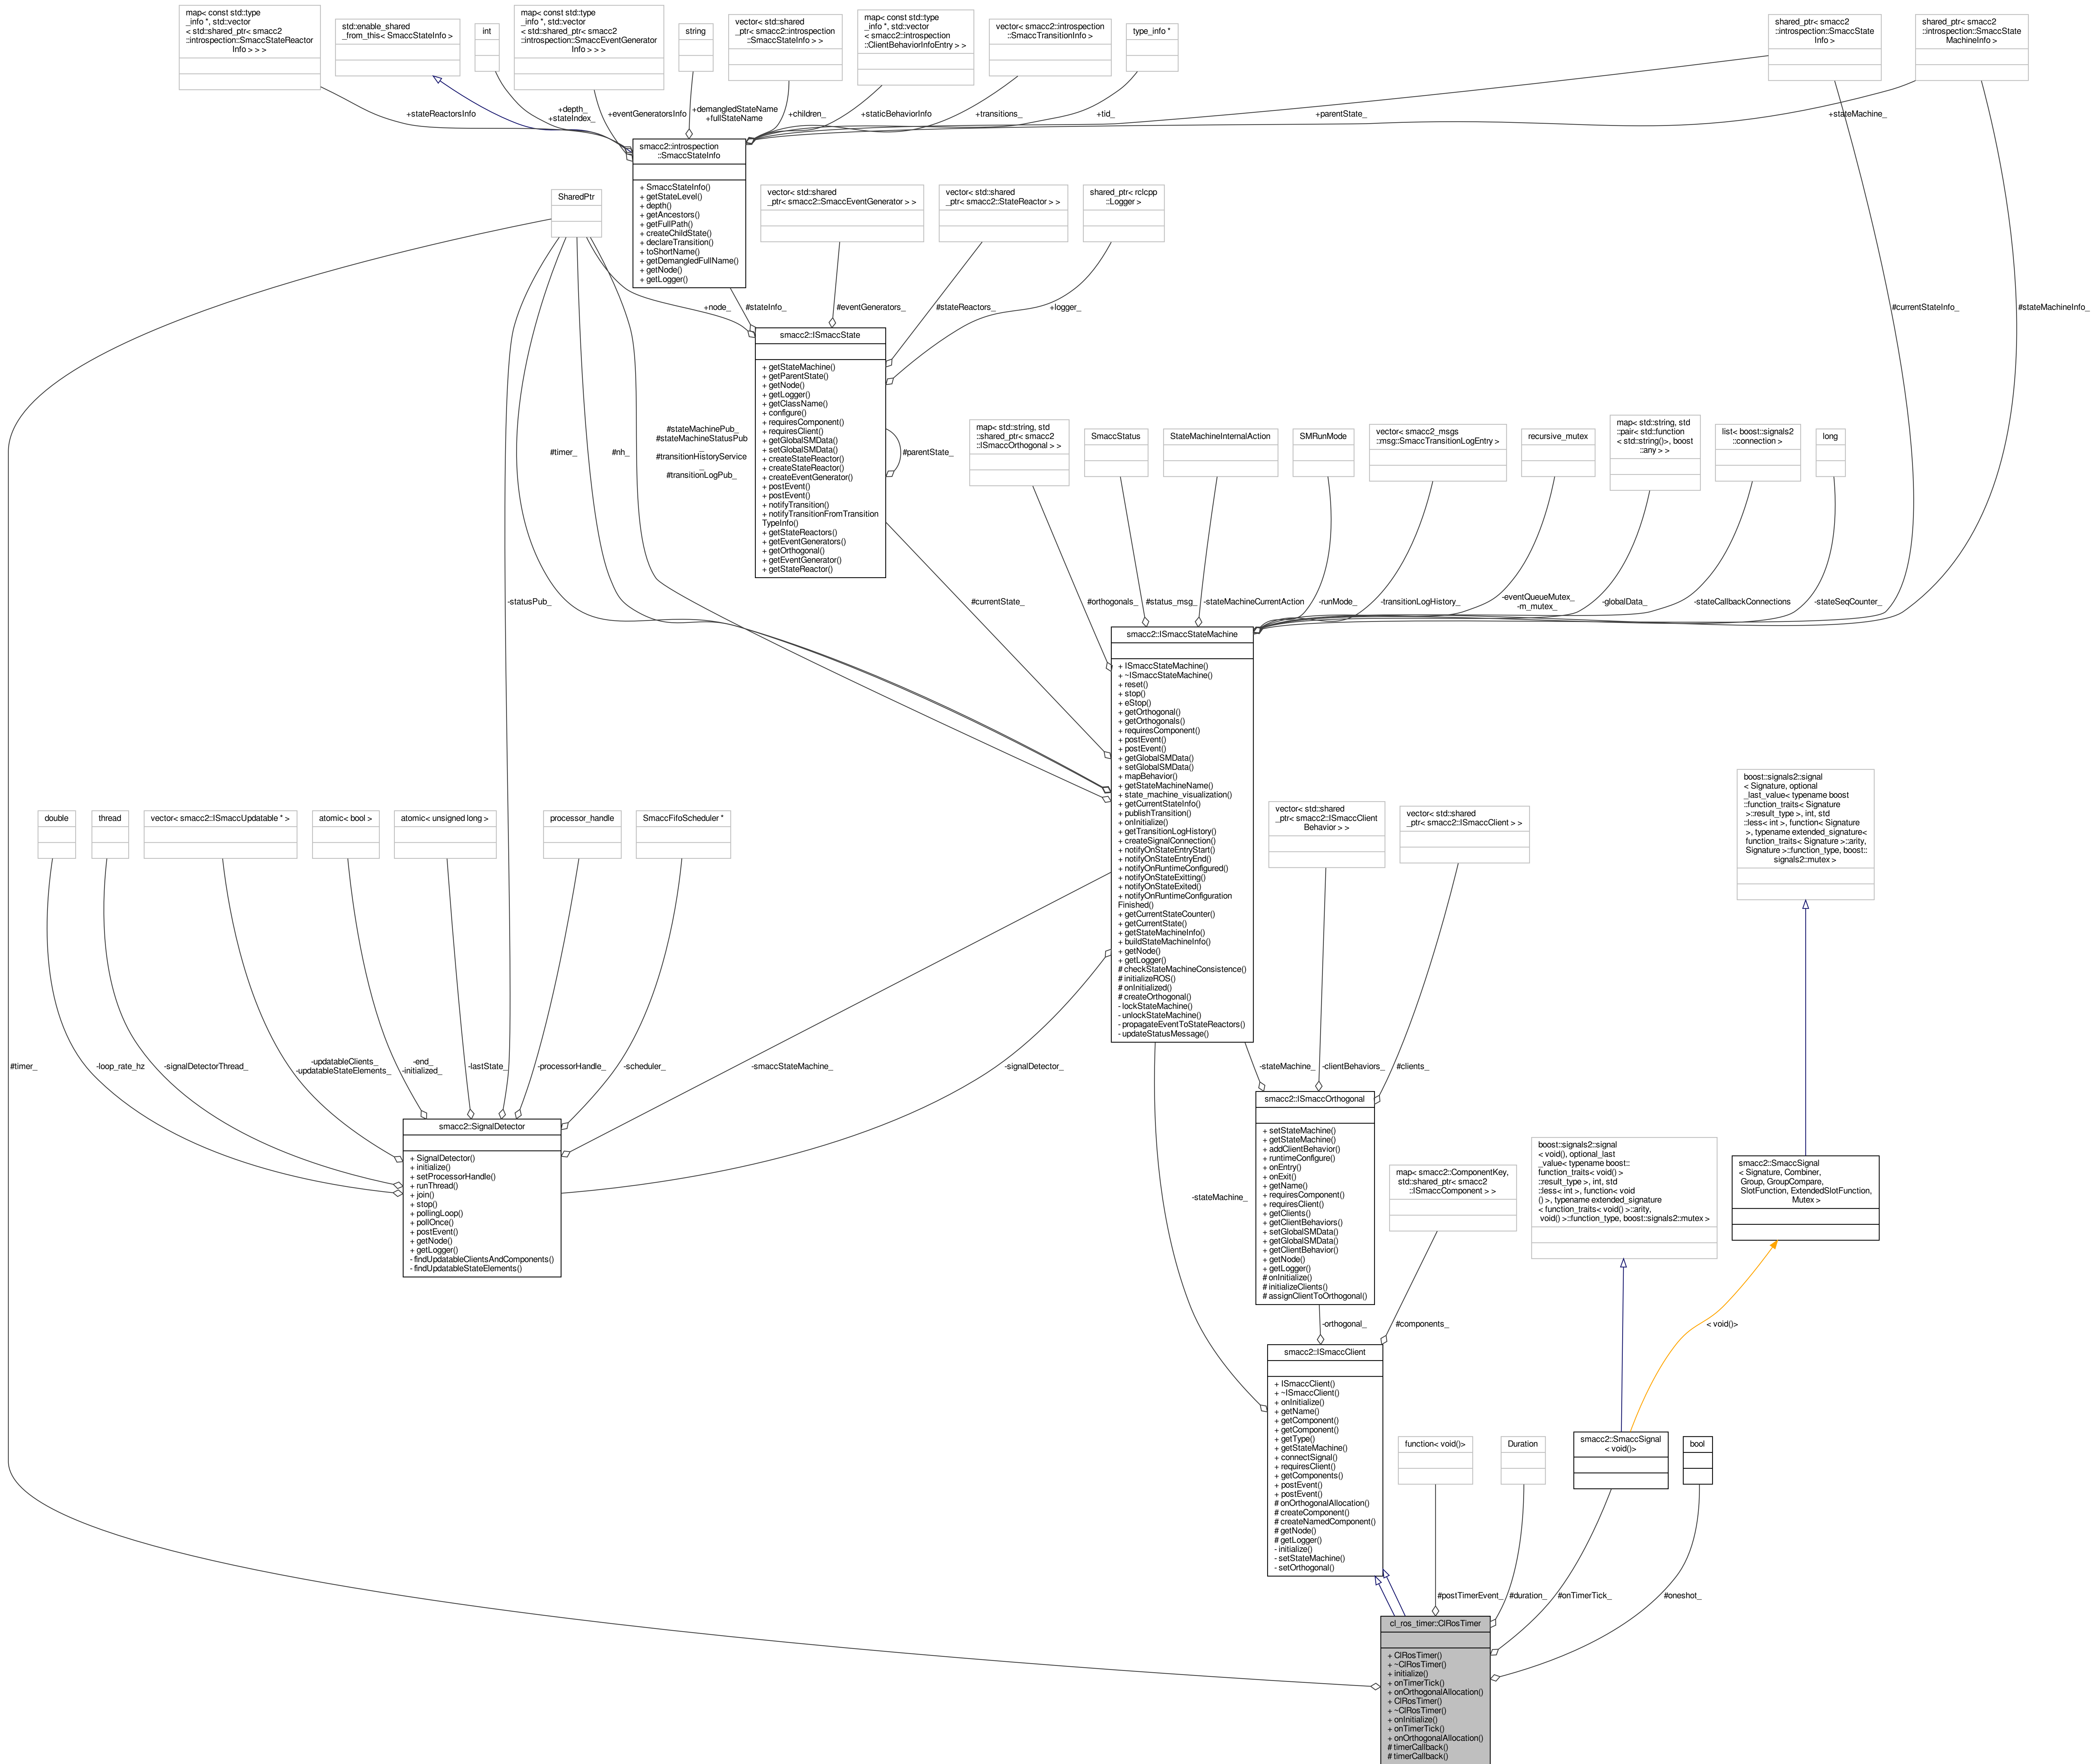 map< const std::type
_info *, std::vector
< std::shared_ptr< smacc2
::introspection::SmaccStateReactor
Info > > >
std::enable_shared
_from_this< SmaccStateInfo >
int
map< const std::type
_info *, std::vector
< std::shared_ptr< smacc2
::introspection::SmaccEventGenerator
Info > > >
string
vector< std::shared
_ptr< smacc2::introspection
::SmaccStateInfo > >
map< const std::type
_info *, std::vector
< smacc2::introspection
::ClientBehaviorInfoEntry > >
vector< smacc2::introspection
::SmaccTransitionInfo >
type_info *
shared_ptr< smacc2
::introspection::SmaccState
Info >
shared_ptr< smacc2
::introspection::SmaccState
MachineInfo >
+stateReactorsInfo
+depth_
+stateIndex_
+eventGeneratorsInfo
+demangledStateName
+fullStateName
+children_
+staticBehaviorInfo
+transitions_
+tid_
+parentState_
+stateMachine_
smacc2::introspection
::SmaccStateInfo
+ SmaccStateInfo()
+ getStateLevel()
+ depth()
+ getAncestors()
+ getFullPath()
+ createChildState()
+ declareTransition()
+ toShortName()
+ getDemangledFullName()
+ getNode()
+ getLogger()
SharedPtr
vector< std::shared
_ptr< smacc2::SmaccEventGenerator > >
vector< std::shared
_ptr< smacc2::StateReactor > >
shared_ptr< rclcpp
::Logger >
+node_
#stateInfo_
#eventGenerators_
#stateReactors_
+logger_
#currentStateInfo_
#stateMachineInfo_
smacc2::ISmaccState
+ getStateMachine()
+ getParentState()
+ getNode()
+ getLogger()
+ getClassName()
+ configure()
+ requiresComponent()
+ requiresClient()
+ getGlobalSMData()
+ setGlobalSMData()
+ createStateReactor()
+ createStateReactor()
+ createEventGenerator()
+ postEvent()
+ postEvent()
+ notifyTransition()
+ notifyTransitionFromTransition
TypeInfo()
+ getStateReactors()
+ getEventGenerators()
+ getOrthogonal()
+ getEventGenerator()
+ getStateReactor()
#parentState_
#timer_
#nh_
#stateMachinePub_
#stateMachineStatusPub
_
#transitionHistoryService
_
#transitionLogPub_
map< std::string, std
::shared_ptr< smacc2
::ISmaccOrthogonal > >
SmaccStatus
StateMachineInternalAction
SMRunMode
vector< smacc2_msgs
::msg::SmaccTransitionLogEntry >
recursive_mutex
map< std::string, std
::pair< std::function
< std::string()>, boost
::any > >
list< boost::signals2
::connection >
long
-statusPub_
#currentState_
#orthogonals_
#status_msg_
-stateMachineCurrentAction
-runMode_
-transitionLogHistory_
-eventQueueMutex_
-m_mutex_
-globalData_
-stateCallbackConnections
-stateSeqCounter_
smacc2::ISmaccStateMachine
+ ISmaccStateMachine()
+ ~ISmaccStateMachine()
+ reset()
+ stop()
+ eStop()
+ getOrthogonal()
+ getOrthogonals()
+ requiresComponent()
+ postEvent()
+ postEvent()
+ getGlobalSMData()
+ setGlobalSMData()
+ mapBehavior()
+ getStateMachineName()
+ state_machine_visualization()
+ getCurrentStateInfo()
+ publishTransition()
+ onInitialize()
+ getTransitionLogHistory()
+ createSignalConnection()
+ notifyOnStateEntryStart()
+ notifyOnStateEntryEnd()
+ notifyOnRuntimeConfigured()
+ notifyOnStateExitting()
+ notifyOnStateExited()
+ notifyOnRuntimeConfiguration
Finished()
+ getCurrentStateCounter()
+ getCurrentState()
+ getStateMachineInfo()
+ buildStateMachineInfo()
+ getNode()
+ getLogger()
# checkStateMachineConsistence()
# initializeROS()
# onInitialized()
# createOrthogonal()
- lockStateMachine()
- unlockStateMachine()
- propagateEventToStateReactors()
- updateStatusMessage()
double
thread
vector< smacc2::ISmaccUpdatable * >
atomic< bool >
atomic< unsigned long >
processor_handle
SmaccFifoScheduler *
vector< std::shared
_ptr< smacc2::ISmaccClient
Behavior > >
vector< std::shared
_ptr< smacc2::ISmaccClient > >
boost::signals2::signal
< Signature, optional
_last_value< typename boost
::function_traits< Signature
>::result_type >, int, std
::less< int >, function< Signature
>, typename extended_signature<
function_traits< Signature >::arity,
Signature >::function_type, boost::
signals2::mutex >
#timer_
-loop_rate_hz
-signalDetectorThread_
-updatableClients_
-updatableStateElements_
-end_
-initialized_
-lastState_
-processorHandle_
-scheduler_
-smaccStateMachine_
-signalDetector_
-stateMachine_
-clientBehaviors_
#clients_
smacc2::SignalDetector
+ SignalDetector()
+ initialize()
+ setProcessorHandle()
+ runThread()
+ join()
+ stop()
+ pollingLoop()
+ pollOnce()
+ postEvent()
+ getNode()
+ getLogger()
- findUpdatableClientsAndComponents()
- findUpdatableStateElements()
smacc2::ISmaccOrthogonal
+ setStateMachine()
+ getStateMachine()
+ addClientBehavior()
+ runtimeConfigure()
+ onEntry()
+ onExit()
+ getName()
+ requiresComponent()
+ requiresClient()
+ getClients()
+ getClientBehaviors()
+ setGlobalSMData()
+ getGlobalSMData()
+ getClientBehavior()
+ getNode()
+ getLogger()
# onInitialize()
# initializeClients()
# assignClientToOrthogonal()
map< smacc2::ComponentKey,
std::shared_ptr< smacc2
::ISmaccComponent > >
boost::signals2::signal
< void(), optional_last
_value< typename boost::
function_traits< void() >
::result_type >, int, std
::less< int >, function< void
() >, typename extended_signature
< function_traits< void() >::arity,
void() >::function_type, boost::signals2::mutex >
smacc2::SmaccSignal
< Signature, Combiner,
Group, GroupCompare,
SlotFunction, ExtendedSlotFunction,
Mutex >
-stateMachine_
-orthogonal_
#components_
< void()>
smacc2::ISmaccClient
+ ISmaccClient()
+ ~ISmaccClient()
+ onInitialize()
+ getName()
+ getComponent()
+ getComponent()
+ getType()
+ getStateMachine()
+ connectSignal()
+ requiresClient()
+ getComponents()
+ postEvent()
+ postEvent()
# onOrthogonalAllocation()
# createComponent()
# createNamedComponent()
# getNode()
# getLogger()
- initialize()
- setStateMachine()
- setOrthogonal()
function< void()>
Duration
smacc2::SmaccSignal
< void()>
bool
#postTimerEvent_
#duration_
#onTimerTick_
#oneshot_
cl_ros_timer::ClRosTimer
+ ClRosTimer()
+ ~ClRosTimer()
+ initialize()
+ onTimerTick()
+ onOrthogonalAllocation()
+ ClRosTimer()
+ ~ClRosTimer()
+ onInitialize()
+ onTimerTick()
+ onOrthogonalAllocation()
# timerCallback()
# timerCallback()